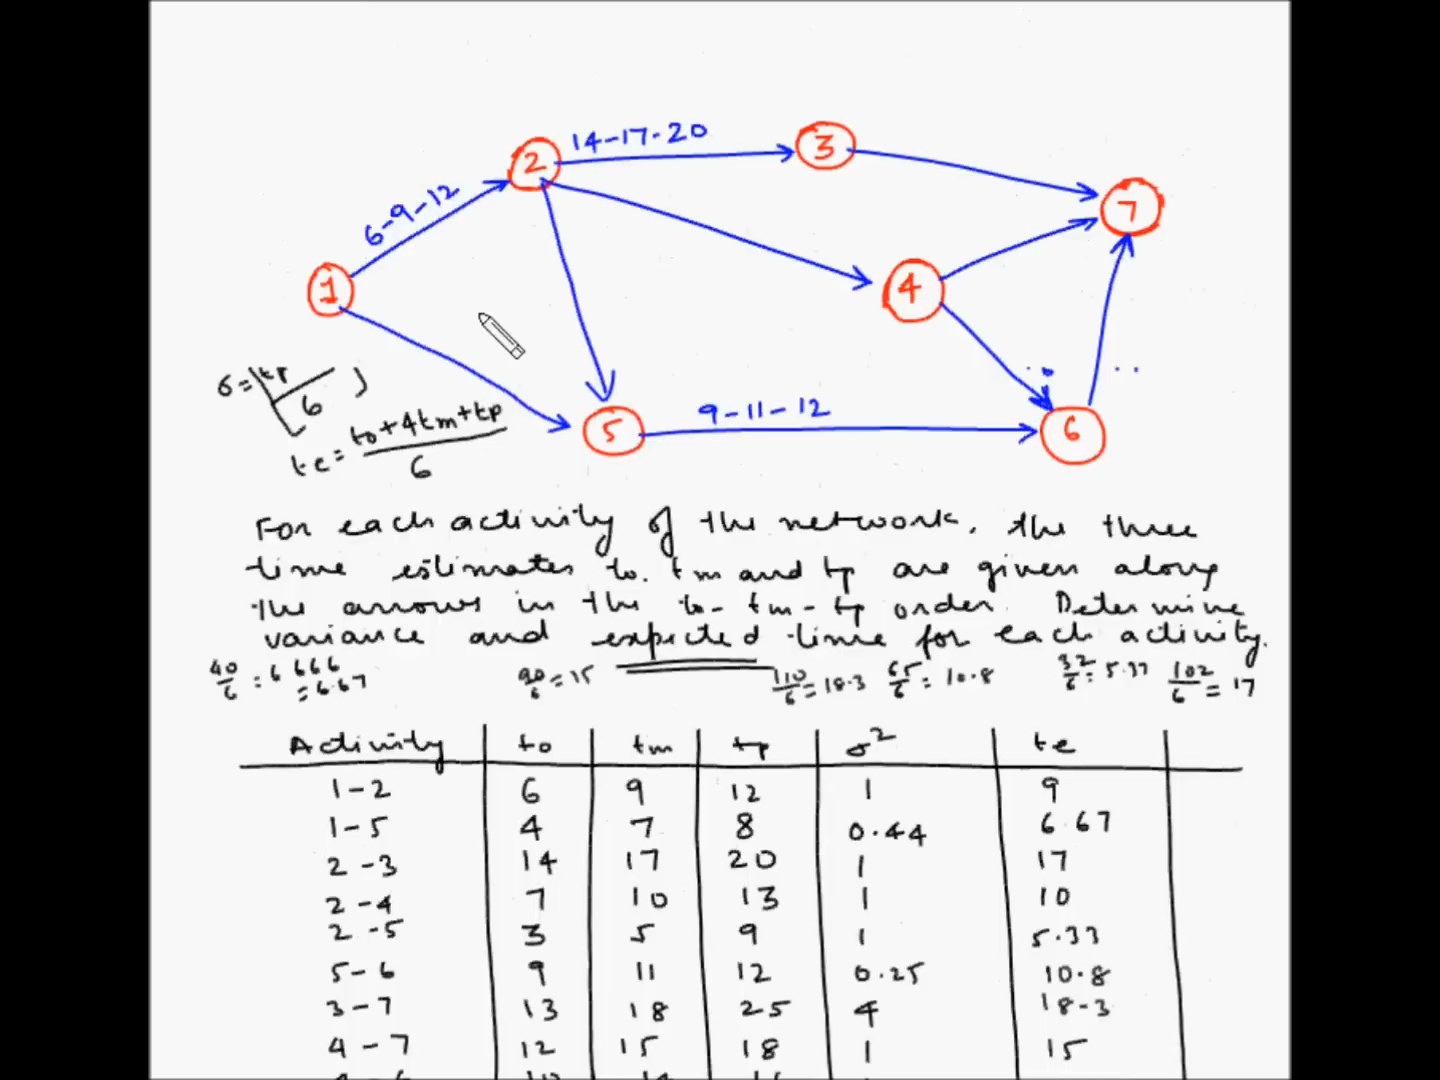 14-17-20
3
2
6-9-12
7
1
4
tp
6 =
6
9-11-12
5
6
to+4tm+tp
te =
6
For each activity of the network, the three
time estimates to. tm and tp are given along
the arrows in the to- tm- tp order. Determine
variance and expected time for each activity.
40/6 = 6 666 = 6.67 90/6 = 15 110/6 = 18.3 65/6 = 10.8 32/6 = 5.33 102/6 = 17
Activity to tm tp σ² te
1-2 6 9 12 1 9
1-5 4 7 8 0.44 6.67
2-3 14 17 20 1 17
2-4 7 10 13 1 10
2-5 3 5 9 1 5.33
5-6 9 11 12 0.25 10.8
3-7 13 18 25 4 18-3
4-7 12 15 18 1 15